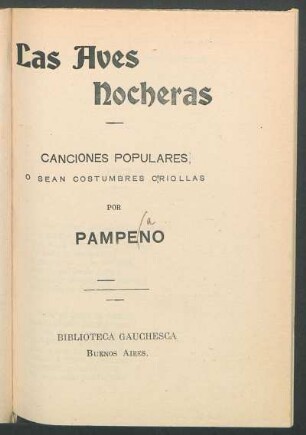 Las Aves
Nocheras
CANCIONES POPULARES,
O SEAN COSTUMBRES CRIOLLAS
POR
a
PAMPENO
BIBLIOTECA GAUCHESCA
BUENOS AIRES.